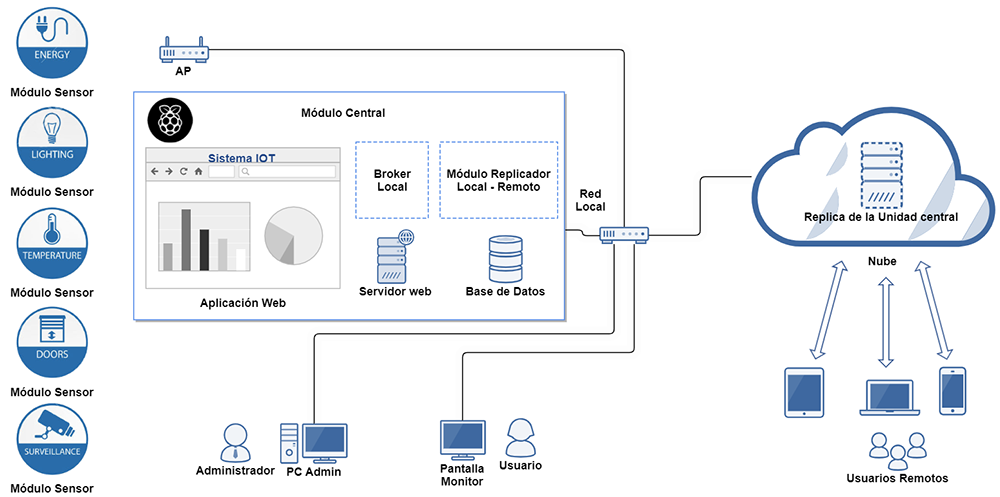 ENERGY
Módulo Sensor
LIGHTING
Módulo Sensor
TEMPERATURE
Módulo Sensor
DOORS
Módulo Sensor
SURVEILLANCE
Módulo Sensor
AP
Módulo Central
Sistema IOT
Aplicación Web
Broker
Local
Módulo Replicador
Local - Remoto
Servidor web
Base de Datos
Red
Local
Replica de la Unidad central
Nube
Administrador
PC Admin
Pantalla
Monitor
Usuario
Usuarios Remotos